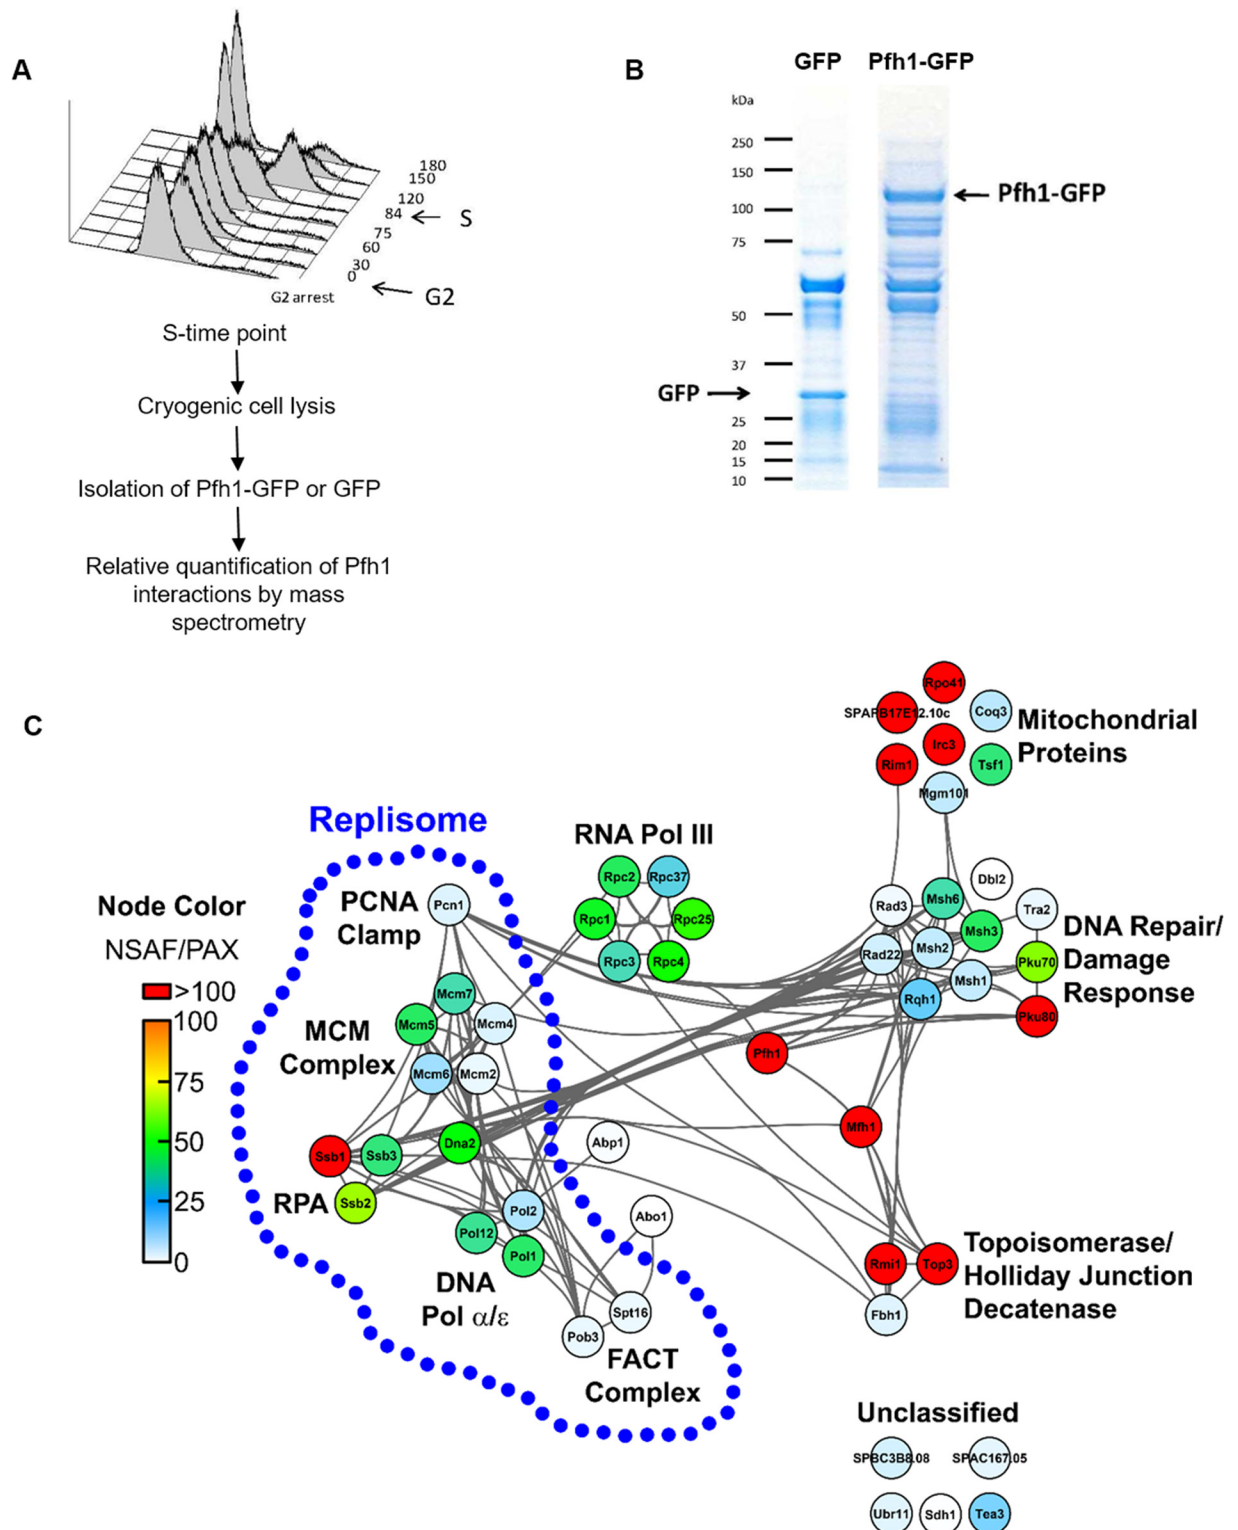 A
180
150
120
84
S
75
60
30
0
G2
G2 arrest
S-time point
Cryogenic cell lysis
Isolation of Pfh1-GFP or GFP
Relative quantification of Pfh1
interactions by mass
spectrometry
B
GFP Pfh1-GFP
kDa
250
150
100
75
50
37
25
20
15
10
Pfh1-GFP
GFP
C
Replisome
Node Color
NSAF/PAX
>100
100
75
50
25
0
PCNA
Clamp
Pcn1
MCM
Complex
Mcm7
Mcm5
Mcm4
Mcm6
Mcm2
Ssb1
Ssb3
Dna2
RPA
Ssb2
Pol2
Pol12
Pol1
DNA
Pol α/ε
Abp1
Abo1
Spt16
Pob3
FACT
Complex
RNA Pol III
Rpc2
Rpc37
Rpc1
Rpc25
Rpc3
Rpc4
Rpo41
SPAPB17E12.10c
Coq3
Irc3
Rim1
Tsf1
Mgm101
Mitochondrial
Proteins
Dbl2
Rad3
Msh6
Tra2
Msh3
Rad22
Msh2
Pku70
Msh1
Rqh1
Pku80
DNA Repair/
Damage
Response
Pfh1
Mfh1
Rmi1
Top3
Fbh1
Topoisomerase/
Holliday Junction
Decatenase
Unclassified
SPBC3B8.08
SPAC167.05
Ubr11
Sdh1
Tea3